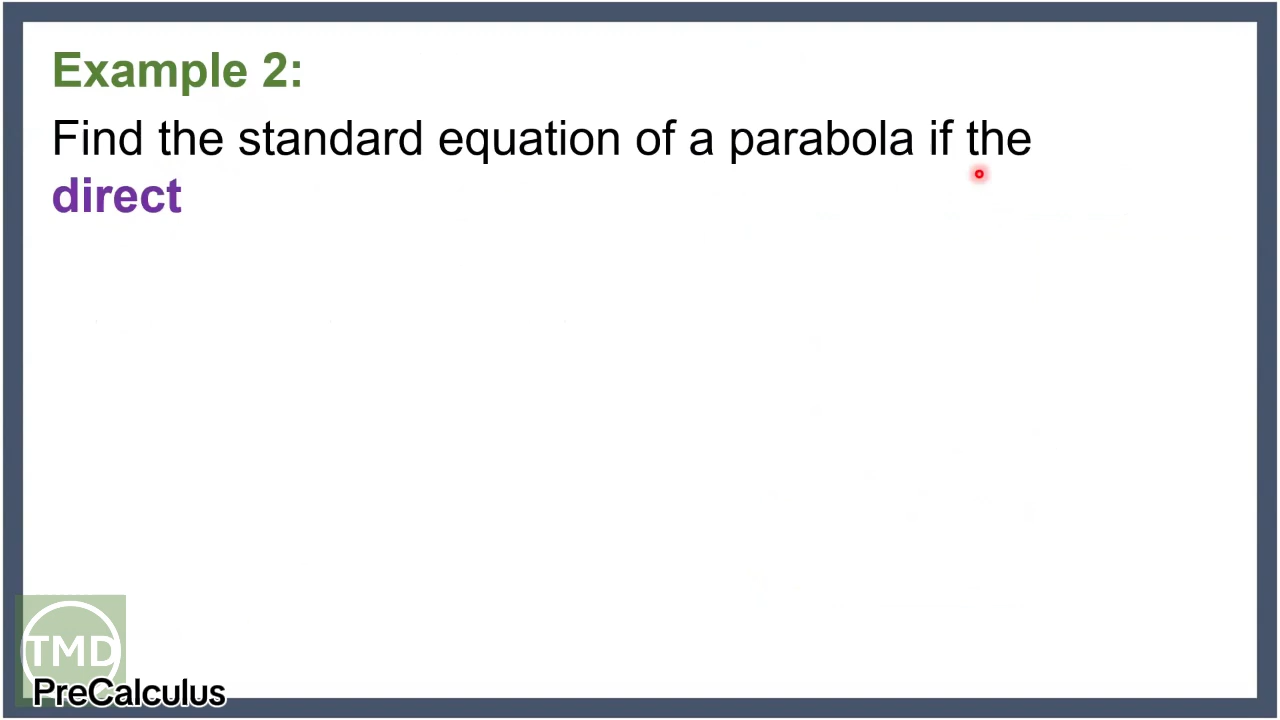 Example 2:
Find the standard equation of a parabola if the
direct
TMD
PreCalculus